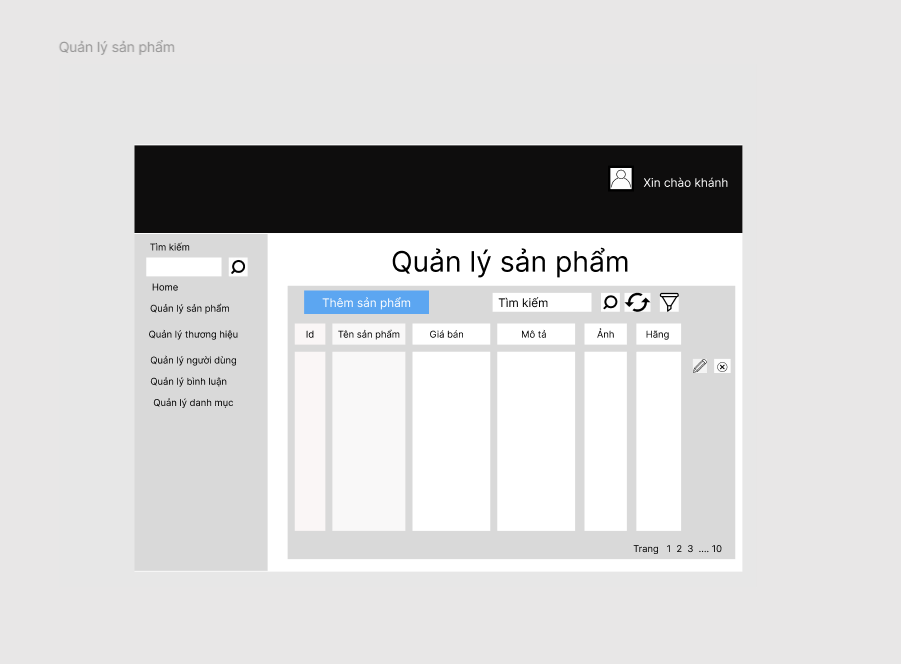 Quản lý sản phẩm
Xin chào khánh
Tìm kiếm
Home
Quản lý sản phẩm
Quản lý thương hiệu
Quản lý người dùng
Quản lý bình luận
Quản lý danh mục
Quản lý sản phẩm
Thêm sản phẩm Tìm kiếm
Id Tên sản phẩm Giá bán Mô tả Ảnh Hãng
Trang 1 2 3 .... 10